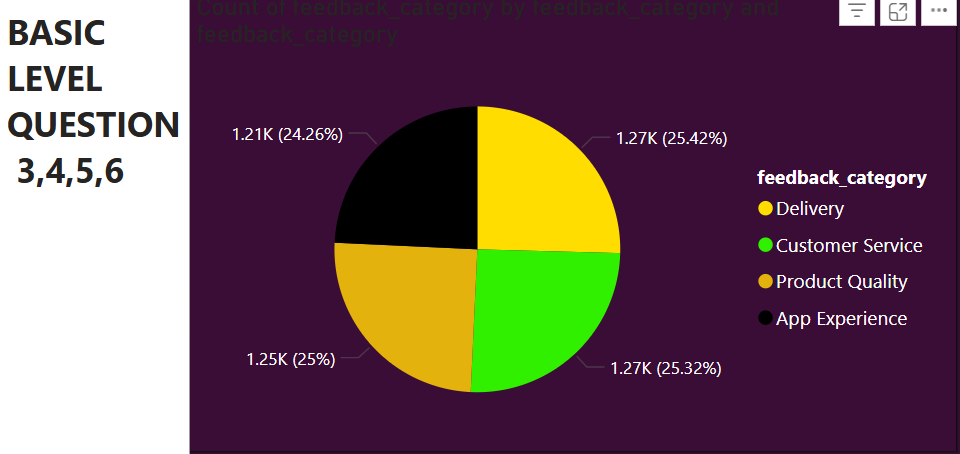 BASIC
LEVEL
QUESTION
3,4,5,6
Count of feedback_category by feedback_category and
feedback_category
1.21K (24.26%)
1.27K (25.42%)
1.25K (25%)
1.27K (25.32%)
feedback_category
Delivery
Customer Service
Product Quality
App Experience